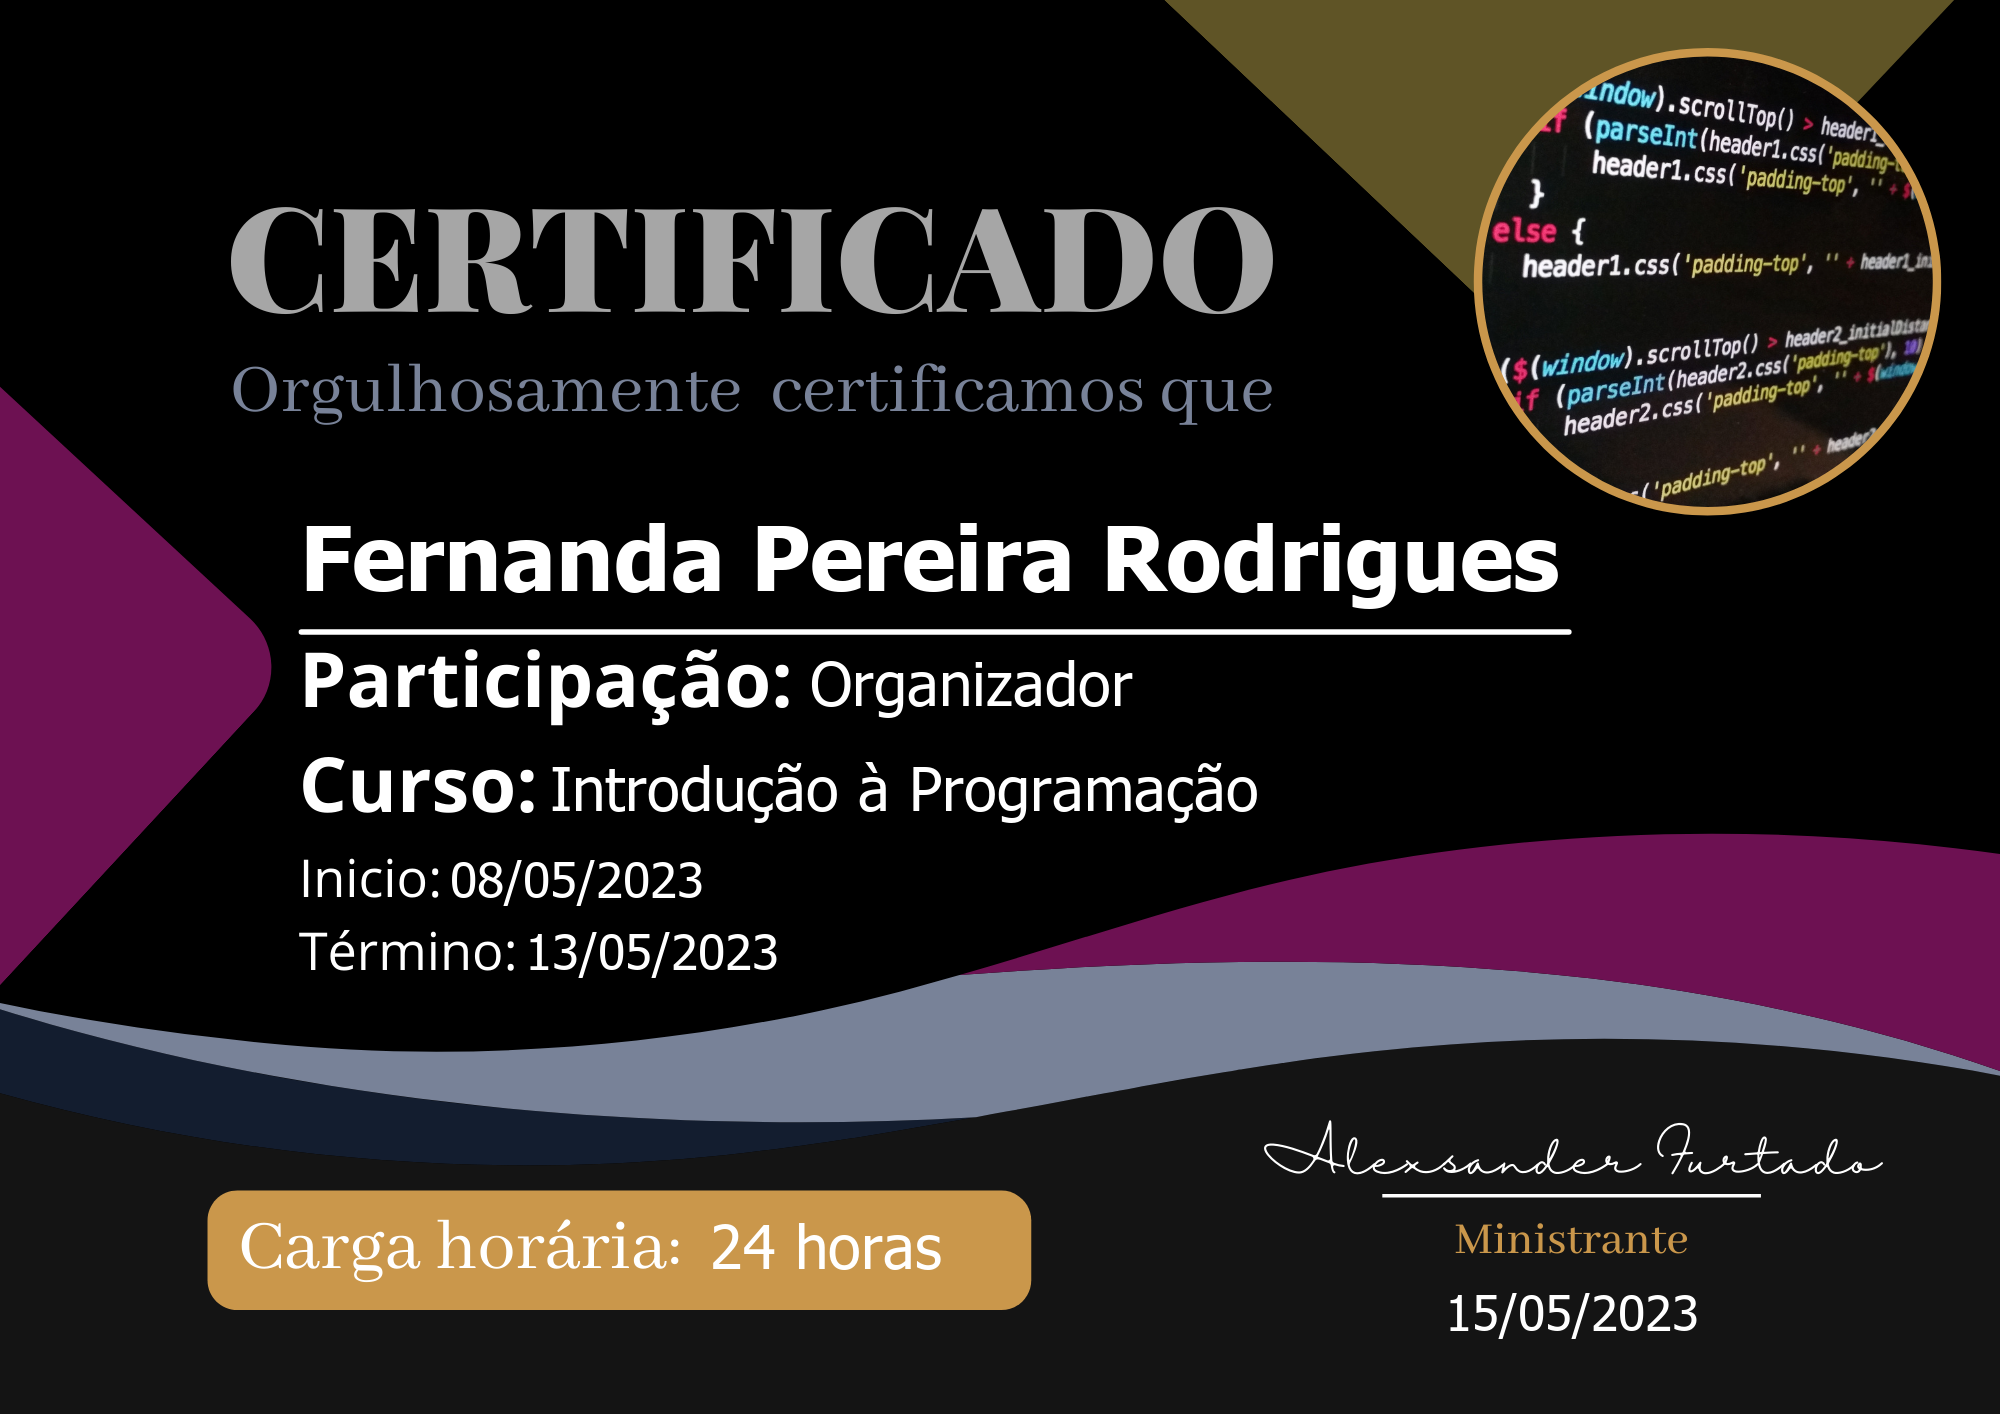 CERTIFICADO
Orgulhosamente certificamos que
window).scrollTop() > header1_
if (parseInt(header1.css('padding-t
header1.css('padding-top', '' + $(
}
else {
header1.css('padding-top', '' + header1_ini
($(window).scrollTop() > header2_initialDista
if (parseInt(header2.css('padding-top'), 10)
header2.css('padding-top', '' + $(window
('padding-top', '' + header2
Fernanda Pereira Rodrigues
Participação: Organizador
Curso: Introdução à Programação
Inicio: 08/05/2023
Término: 13/05/2023
Alexsander Furtado
Carga horária: 24 horas
Ministrante
15/05/2023